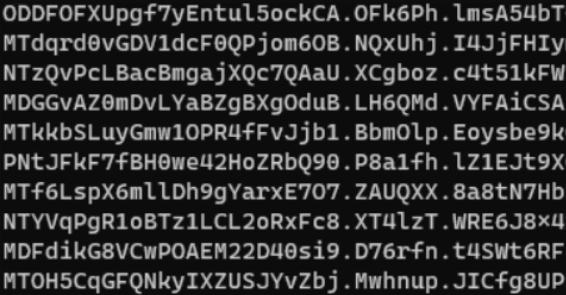 ODDFOFXUpgf7yEntul5ockCA.OFk6Ph.lmsA54bT
MTdqrd0vGDV1dcF0QPjom6OB.NQxUhj.I4JjFHIy
NTzQvPcLBacBmgajXQc7QAaU.XCgboz.c4t51kFW
MDGGvAZ0mDvLYaBZgBXgOduB.LH6QMd.VYFAiCSA
MTkkbSLuyGmw1OPR4fFvJjb1.BbmOlp.Eoysbe9k
PNtJFkF7fBH0we42HoZRbQ90.P8a1fh.lZ1EJt9X
MTf6LspX6mllDh9gYarxE7O7.ZAUQXX.8a8tN7Hb
NTYVqPgR1oBTz1LCL2oRxFc8.XT4lzT.WRE6J8x4
MDFdikG8VCwPOAEM22D40si9.D76rfn.t4SWt6RF
MTOH5CqGFQNkyIXZUSJYvZbj.Mwhnup.JICfg8UP